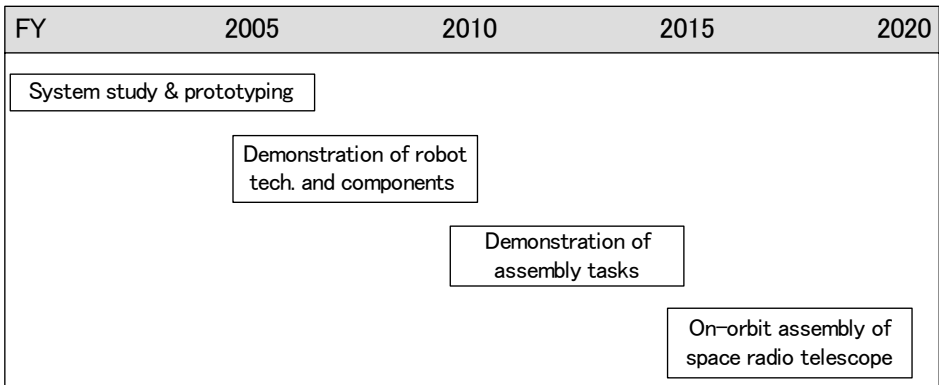 FY 2005 2010 2015 2020
System study & prototyping
Demonstration of robot
tech. and components
Demonstration of
assembly tasks
On-orbit assembly of
space radio telescope